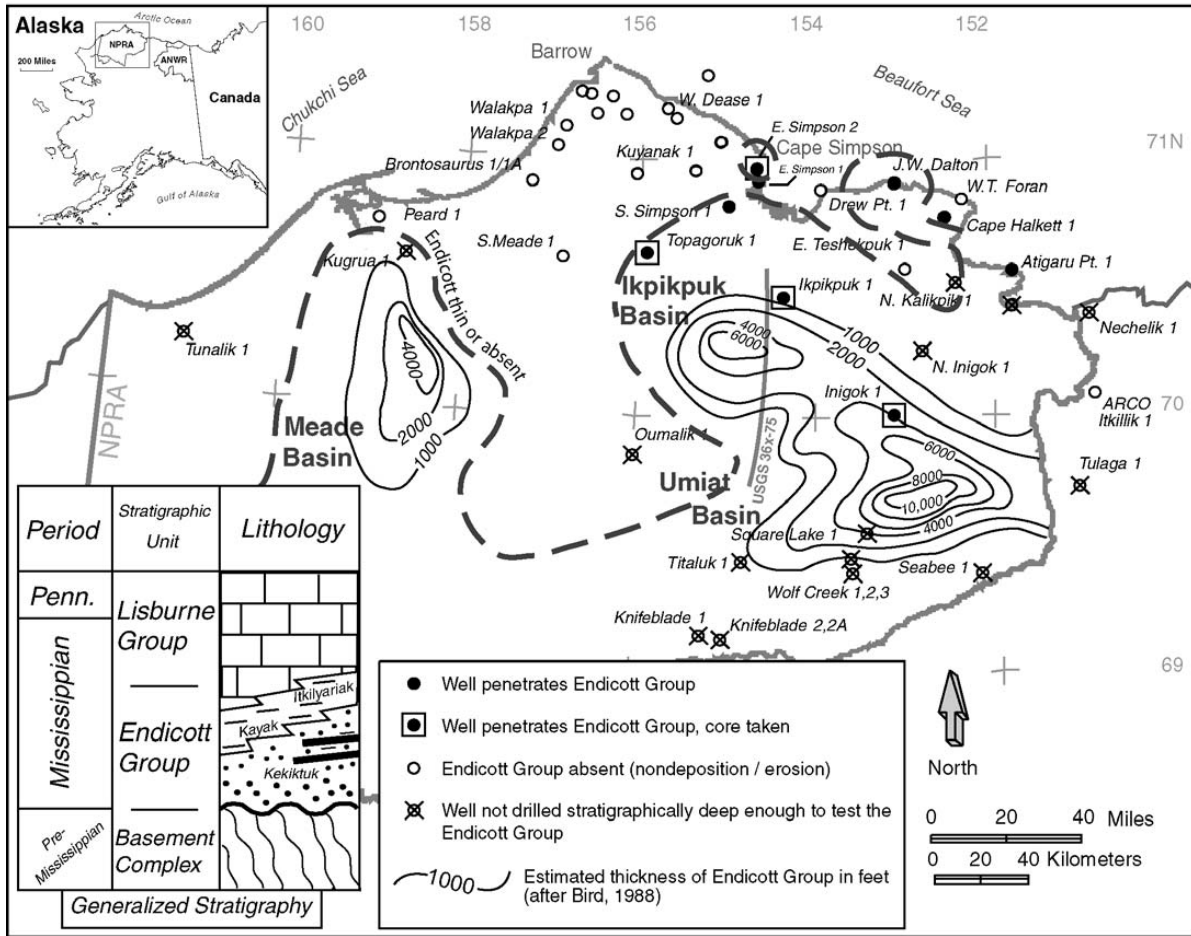 Alaska
Arctic Ocean
NPRA
ANWR
200 Miles
Canada
Gulf of Alaska
160
158
156
154
152
Chukchi Sea
Barrow
Beaufort Sea
Walakpa 1
W. Dease 1
Walakpa 2
E. Simpson 2
Cape Simpson
71N
Brontosaurus 1/1A
Kuyanak 1
E. Simpson 1
J.W. Dalton
W.T. Foran
Peard 1
S. Simpson 1
Drew Pt. 1
Cape Halkett 1
Kugrua 1
Endicott thin or absent
S.Meade 1
Topagoruk 1
E. Teshekpuk 1
Atigaru Pt. 1
Ikpikpuk
Basin
Ikpikpuk 1
N. Kalikpik 1
Nechelik 1
Tunalik 1
4000
2000
1000
4000
6000
1000
2000
N. Inigok 1
NPRA
Meade
Basin
Inigok 1
70
ARCO
Itkillik 1
Oumalik 1
USGS 36x-75
6000
8000
10,000
4000
Tulaga 1
Umiat
Basin
Square Lake 1
Titaluk 1
Seabee 1
Wolf Creek 1,2,3
Knifeblade 1
Knifeblade 2,2A
69
Period
Stratigraphic
Unit
Lithology
Penn.
Lisburne
Group
Mississippian
Itkilyariak
Endicott
Group
Kayak
Kekiktuk
Pre-
Mississippian
Basement
Complex
Generalized Stratigraphy
Well penetrates Endicott Group
Well penetrates Endicott Group, core taken
Endicott Group absent (nondeposition / erosion)
Well not drilled stratigraphically deep enough to test the
Endicott Group
1000
Estimated thickness of Endicott Group in feet
(after Bird, 1988)
North
0 20 40 Miles
0 20 40 Kilometers